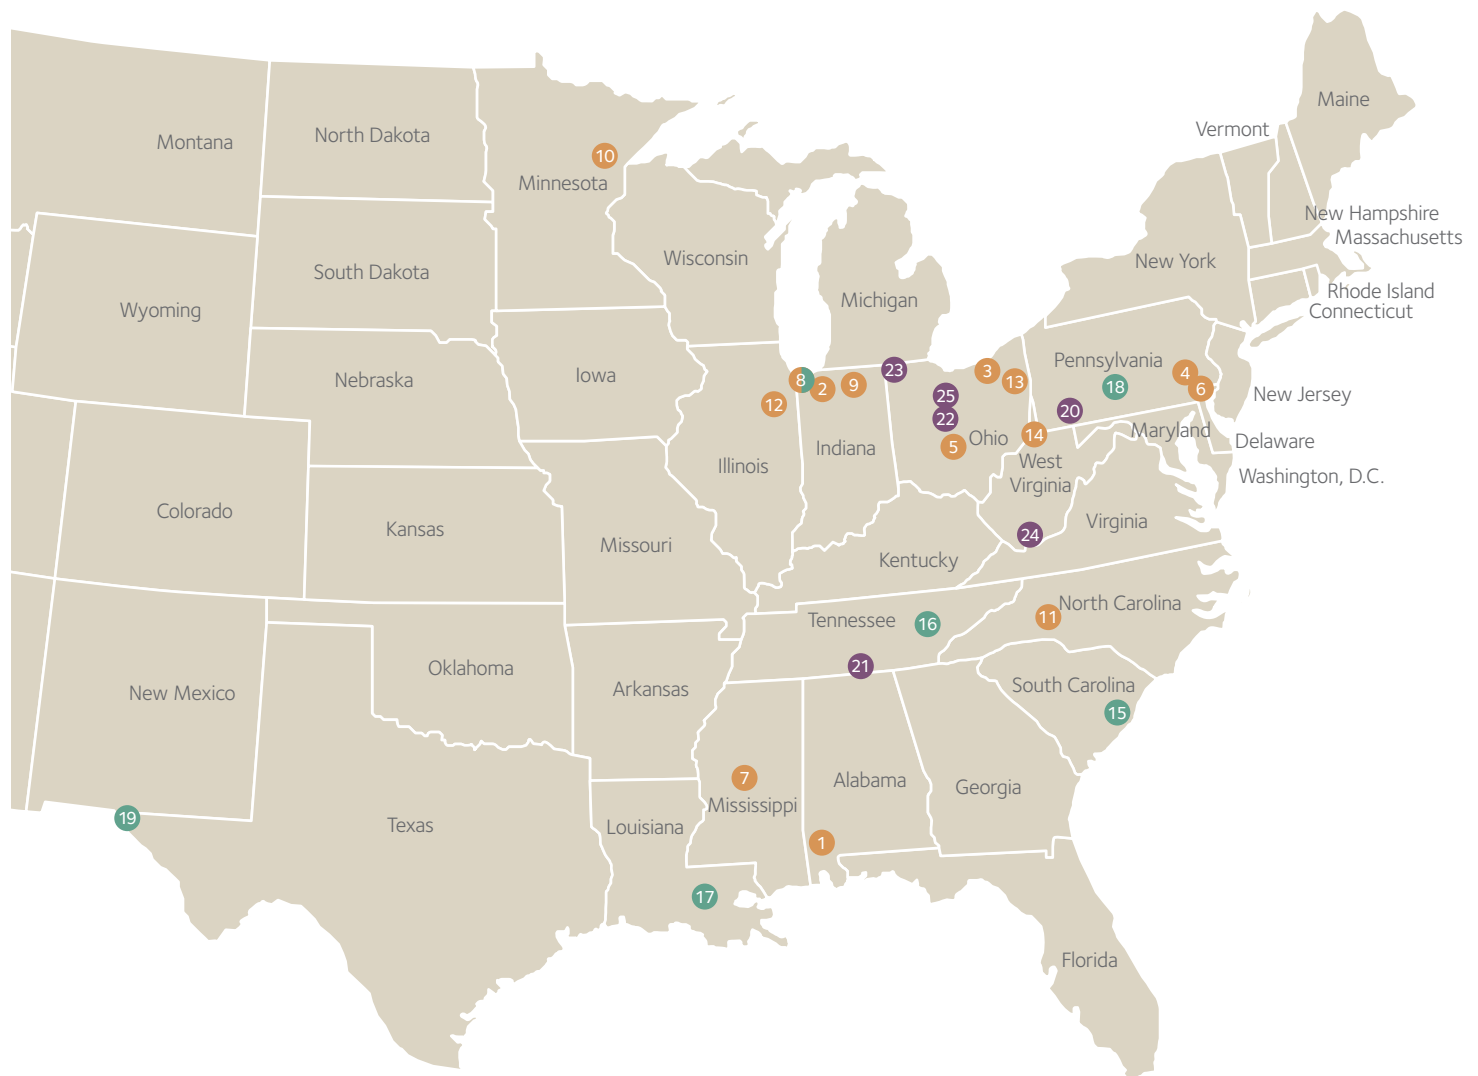 Maine
Vermont
Montana
North Dakota
10
Minnesota
New Hampshire
Massachusetts
Wisconsin
New York
South Dakota
Rhode Island
Michigan
Connecticut
Wyoming
Pennsylvania
Iowa
Nebraska
23
3
4
8
2
9
13
18
6
New Jersey
12
25
20
22
Ohio
14
Maryland
Delaware
5
Indiana
Illinois
West
Virginia
Washington, D.C.
Colorado
Kansas
Missouri
24
Virginia
Kentucky
North Carolina
11
Tennessee
16
Oklahoma
21
New Mexico
Arkansas
South Carolina
15
7
Mississippi
Alabama
Georgia
19
Texas
Louisiana
1
17
Florida